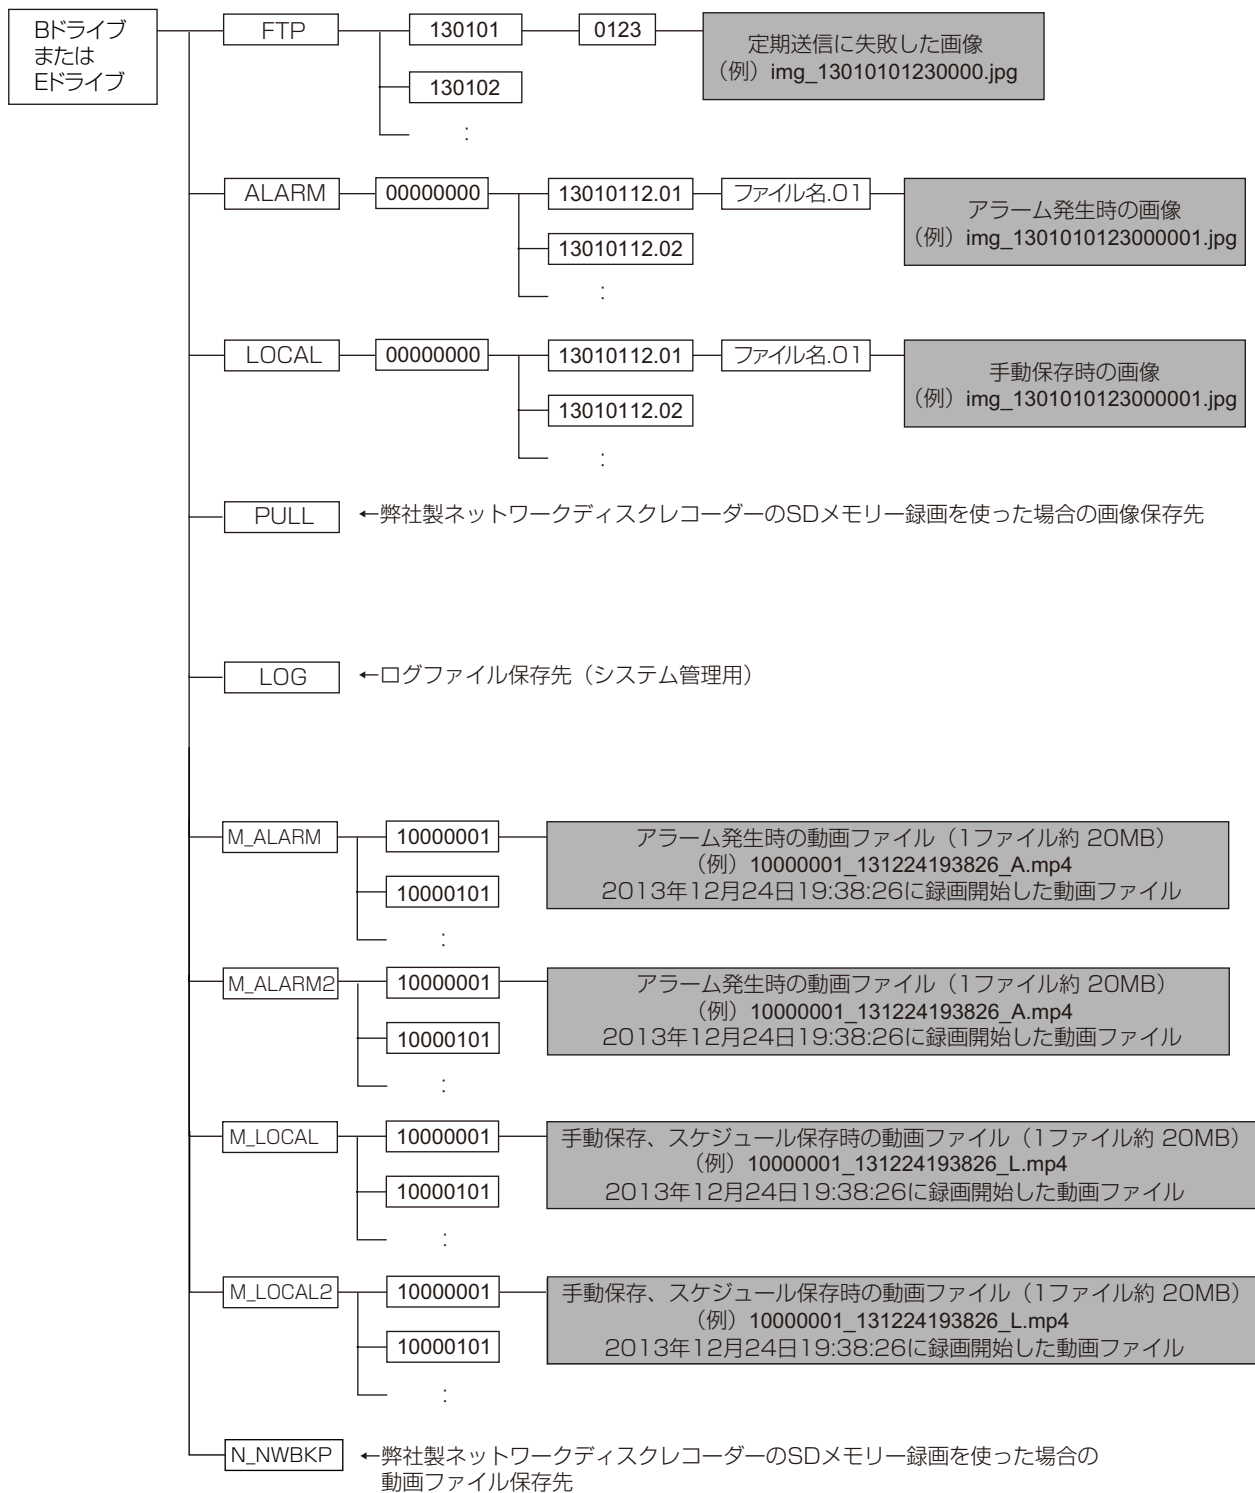 Bドライブ
または
Eドライブ
FTP
130101
0123
定期送信に失敗した画像
（例）img_13010101230000.jpg
130102
:
ALARM
00000000
13010112.01
ファイル名.01
アラーム発生時の画像
（例）img_1301010123000001.jpg
13010112.02
:
LOCAL
00000000
13010112.01
ファイル名.01
手動保存時の画像
（例）img_1301010123000001.jpg
13010112.02
:
PULL
←弊社製ネットワークディスクレコーダーのSDメモリー録画を使った場合の画像保存先
LOG
←ログファイル保存先（システム管理用）
M_ALARM
10000001
アラーム発生時の動画ファイル（1ファイル約 20MB）
（例）10000001_131224193826_A.mp4
2013年12月24日19:38:26に録画開始した動画ファイル
10000101
:
M_ALARM2
10000001
アラーム発生時の動画ファイル（1ファイル約 20MB）
（例）10000001_131224193826_A.mp4
2013年12月24日19:38:26に録画開始した動画ファイル
10000101
:
M_LOCAL
10000001
手動保存、スケジュール保存時の動画ファイル（1ファイル約 20MB）
（例）10000001_131224193826_L.mp4
2013年12月24日19:38:26に録画開始した動画ファイル
10000101
:
M_LOCAL2
10000001
手動保存、スケジュール保存時の動画ファイル（1ファイル約 20MB）
（例）10000001_131224193826_L.mp4
2013年12月24日19:38:26に録画開始した動画ファイル
10000101
:
N_NWBKP
←弊社製ネットワークディスクレコーダーのSDメモリー録画を使った場合の
動画ファイル保存先